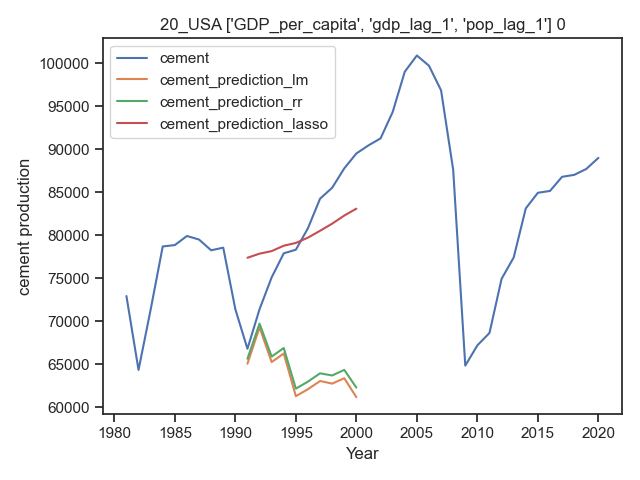 20_USA ['GDP_per_capita', 'gdp_lag_1', 'pop_lag_1'] 0
cement
cement_prediction_lm
cement_prediction_rr
cement_prediction_lasso
cement production
100000
95000
90000
85000
80000
75000
70000
65000
60000
1980 1985 1990 1995 2000 2005 2010 2015 2020
Year